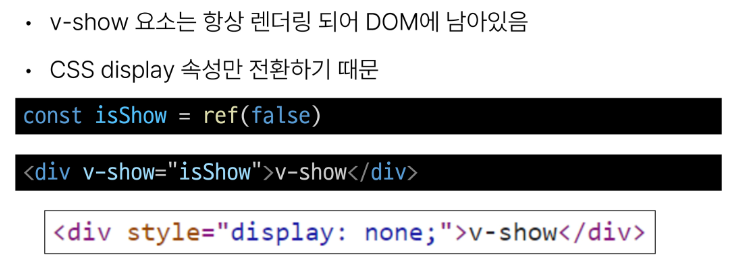 • v-show 요소는 항상 렌더링 되어 DOM에 남아있음
• CSS display 속성만 전환하기 때문
const isShow = ref(false)
<div v-show="isShow">v-show</div>
<div style="display: none;">v-show</div>